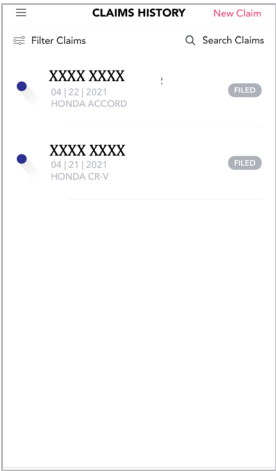 CLAIMS HISTORY New Claim
Filter Claims Search Claims
XXXX XXXX
04 | 22 | 2021 FILED
HONDA ACCORD
XXXX XXXX
04 | 21 | 2021 FILED
HONDA CR-V